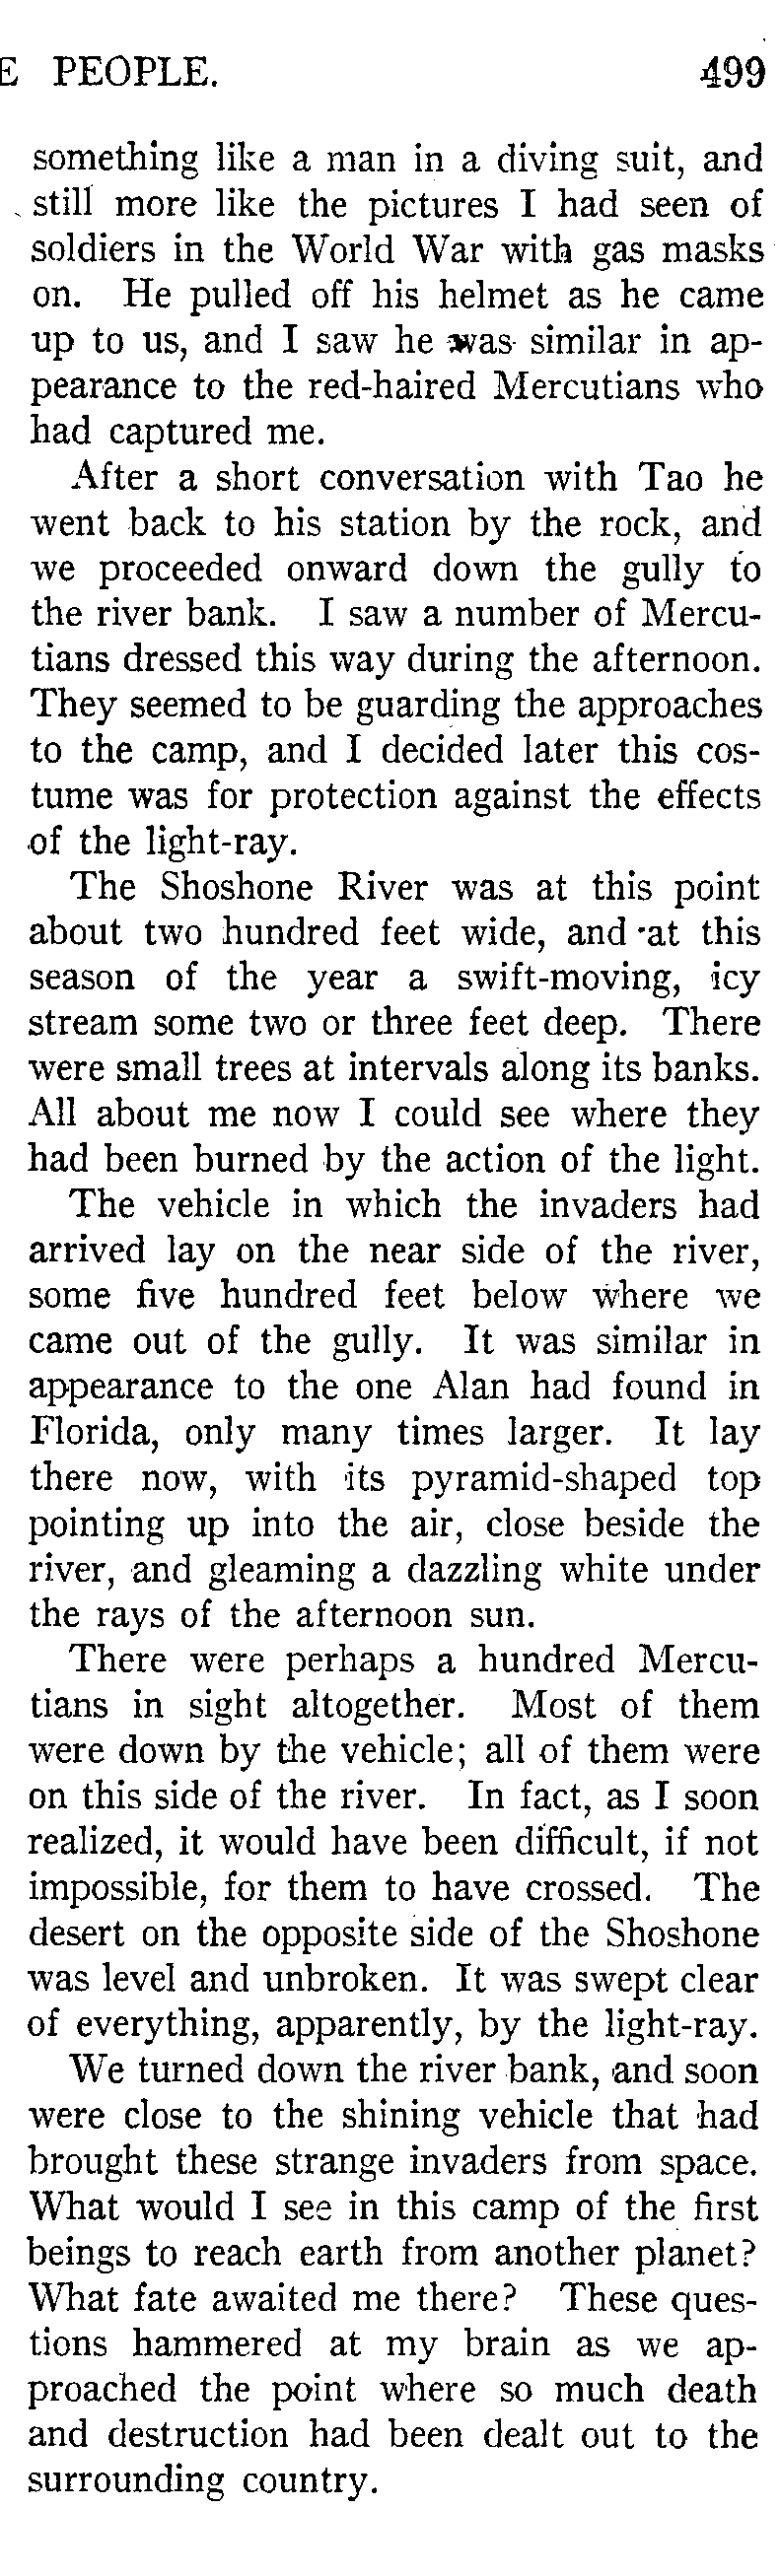 E PEOPLE. 499
something like a man in a diving suit, and
still more like the pictures I had seen of
soldiers in the World War with gas masks
on. He pulled off his helmet as he came
up to us, and I saw he was similar in ap-
pearance to the red-haired Mercutians who
had captured me.
After a short conversation with Tao he
went back to his station by the rock, and
we proceeded onward down the gully to
the river bank. I saw a number of Mercu-
tians dressed this way during the afternoon.
They seemed to be guarding the approaches
to the camp, and I decided later this cos-
tume was for protection against the effects
of the light-ray.
The Shoshone River was at this point
about two hundred feet wide, and at this
season of the year a swift-moving, icy
stream some two or three feet deep. There
were small trees at intervals along its banks.
All about me now I could see where they
had been burned by the action of the light.
The vehicle in which the invaders had
arrived lay on the near side of the river,
some five hundred feet below where we
came out of the gully. It was similar in
appearance to the one Alan had found in
Florida, only many times larger. It lay
there now, with its pyramid-shaped top
pointing up into the air, close beside the
river, and gleaming a dazzling white under
the rays of the afternoon sun.
There were perhaps a hundred Mercu-
tians in sight altogether. Most of them
were down by the vehicle; all of them were
on this side of the river. In fact, as I soon
realized, it would have been difficult, if not
impossible, for them to have crossed. The
desert on the opposite side of the Shoshone
was level and unbroken. It was swept clear
of everything, apparently, by the light-ray.
We turned down the river bank, and soon
were close to the shining vehicle that had
brought these strange invaders from space.
What would I see in this camp of the first
beings to reach earth from another planet?
What fate awaited me there? These ques-
tions hammered at my brain as we ap-
proached the point where so much death
and destruction had been dealt out to the
surrounding country.